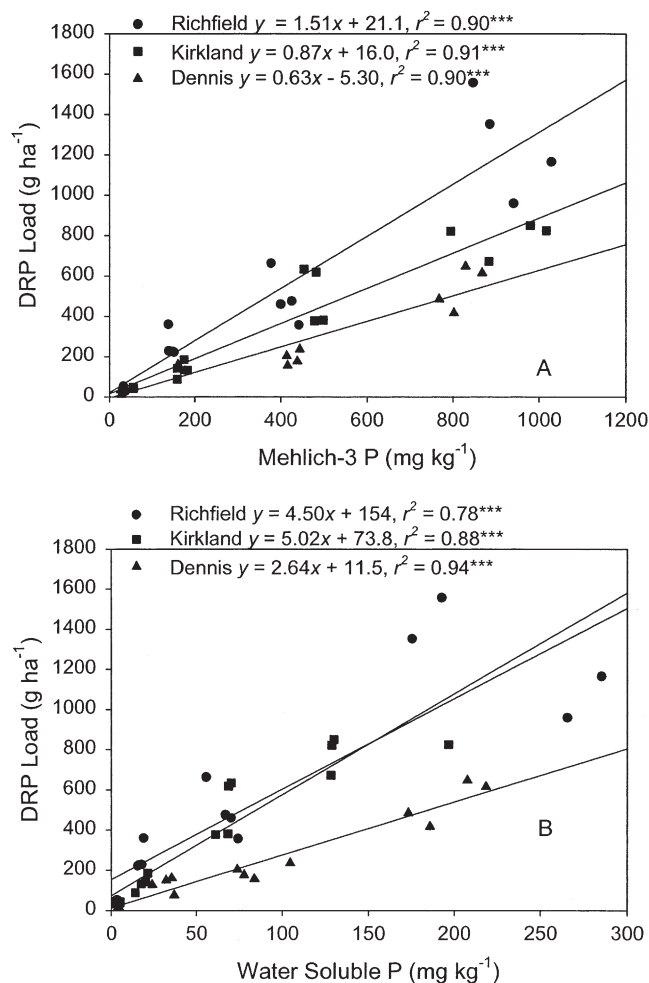 Richfield y = 1.51x + 21.1, r² = 0.90***
Kirkland y = 0.87x + 16.0, r² = 0.91***
Dennis y = 0.63x - 5.30, r² = 0.90***
1800
1600
1400
1200
1000
800
600
400
200
0
DRP Load (g ha⁻¹)
A
0 200 400 600 800 1000 1200
Mehlich-3 P (mg kg⁻¹)
Richfield y = 4.50x + 154, r² = 0.78***
Kirkland y = 5.02x + 73.8, r² = 0.88***
Dennis y = 2.64x + 11.5, r² = 0.94***
1800
1600
1400
1200
1000
800
600
400
200
0
DRP Load (g ha⁻¹)
B
0 50 100 150 200 250 300
Water Soluble P (mg kg⁻¹)